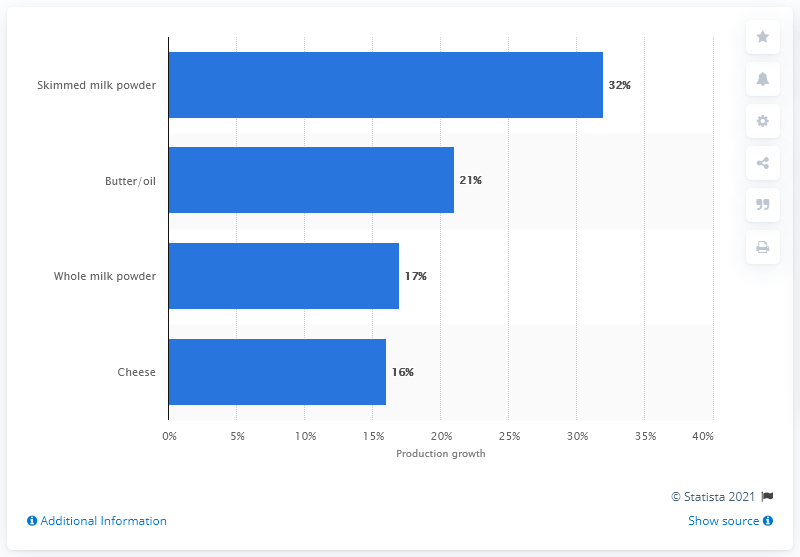 Skimmed milk powder 32%
Butter/oil 21%
Whole milk powder 17%
Cheese 16%
0% 5% 10% 15% 20% 25% 30% 35% 40%
Production growth
© Statista 2021
Additional Information Show source